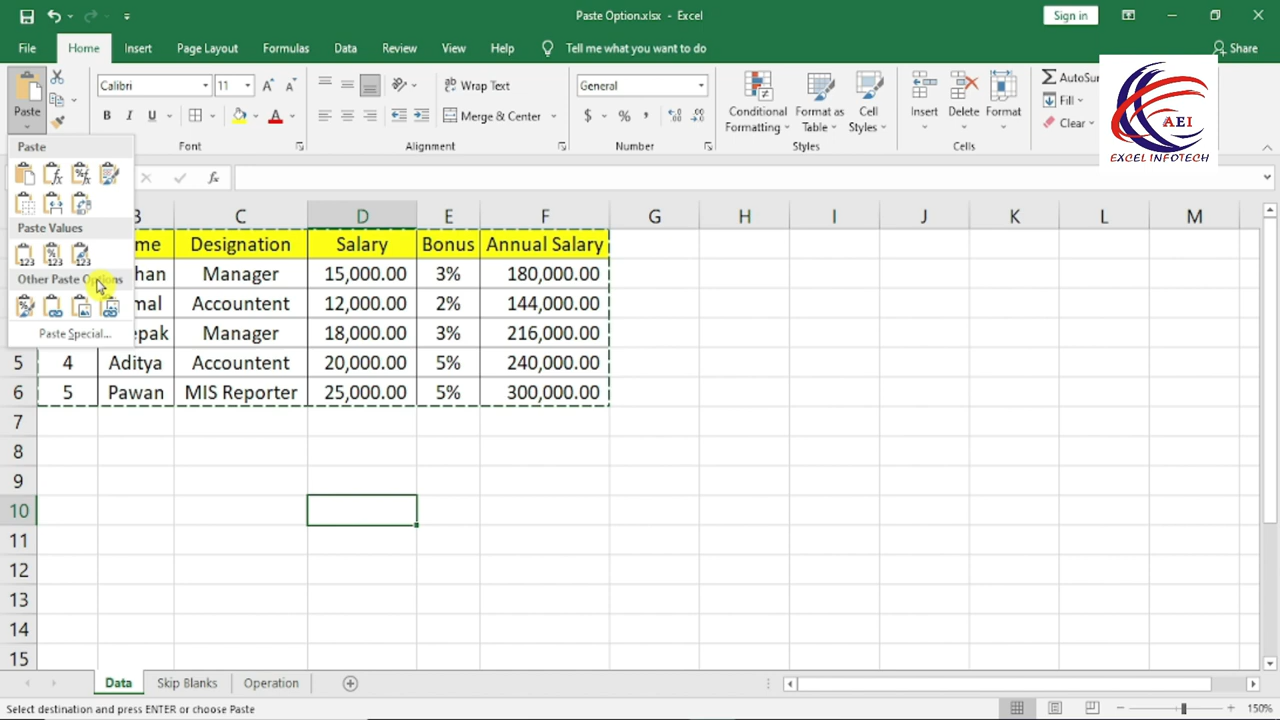 Paste Option.xlsx - Excel
Sign in
File Home Insert Page Layout Formulas Data Review View Help Tell me what you want to do Share
Paste
Calibri 11
B I U
Font
Wrap Text
Merge & Center
Alignment
General
$ %
Number
Conditional Formatting
Format as Table
Cell Styles
Styles
Insert Delete Format
Cells
AutoSu
Fill
Clear
AEI
EXCEL INFOTECH
Paste
Paste Values
Other Paste Options
Paste Special...
fx
B C D E F G H I J K L M
me Designation Salary Bonus Annual Salary
han Manager 15,000.00 3% 180,000.00
mal Accountent 12,000.00 2% 144,000.00
epak Manager 18,000.00 3% 216,000.00
5 4 Aditya Accountent 20,000.00 5% 240,000.00
6 5 Pawan MIS Reporter 25,000.00 5% 300,000.00
7
8
9
10
11
12
13
14
15
Data Skip Blanks Operation
Select destination and press ENTER or choose Paste
150%